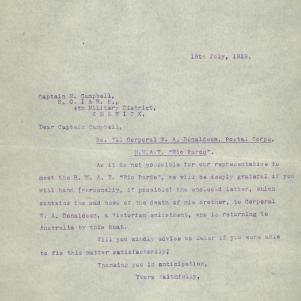 18th July, 1919.
Captain N. Campbell,
S. O. I & R. S.,
4th Military District,
KESWICK.
Dear Captain Campbell,
Re. 711 Corporal W. A. Donaldson, Postal Corps,
H.M.A.T. "Rio Pardo".
As it is not possible for our representative to
meet the H. M. A. T. "Rio Pardo", we will be deeply grateful if you
will hand (personally, if possible) the enclosed letter, which
contains the sad news of the death of his brother, to Corporal
W. A. Donaldson, a Victorian enlistment, who is returning to
Australia by this boat.
Will you kindly advise us later if you were able
to fix this matter satisfactorily;
Thanking you in anticipation,
Yours faithfully,